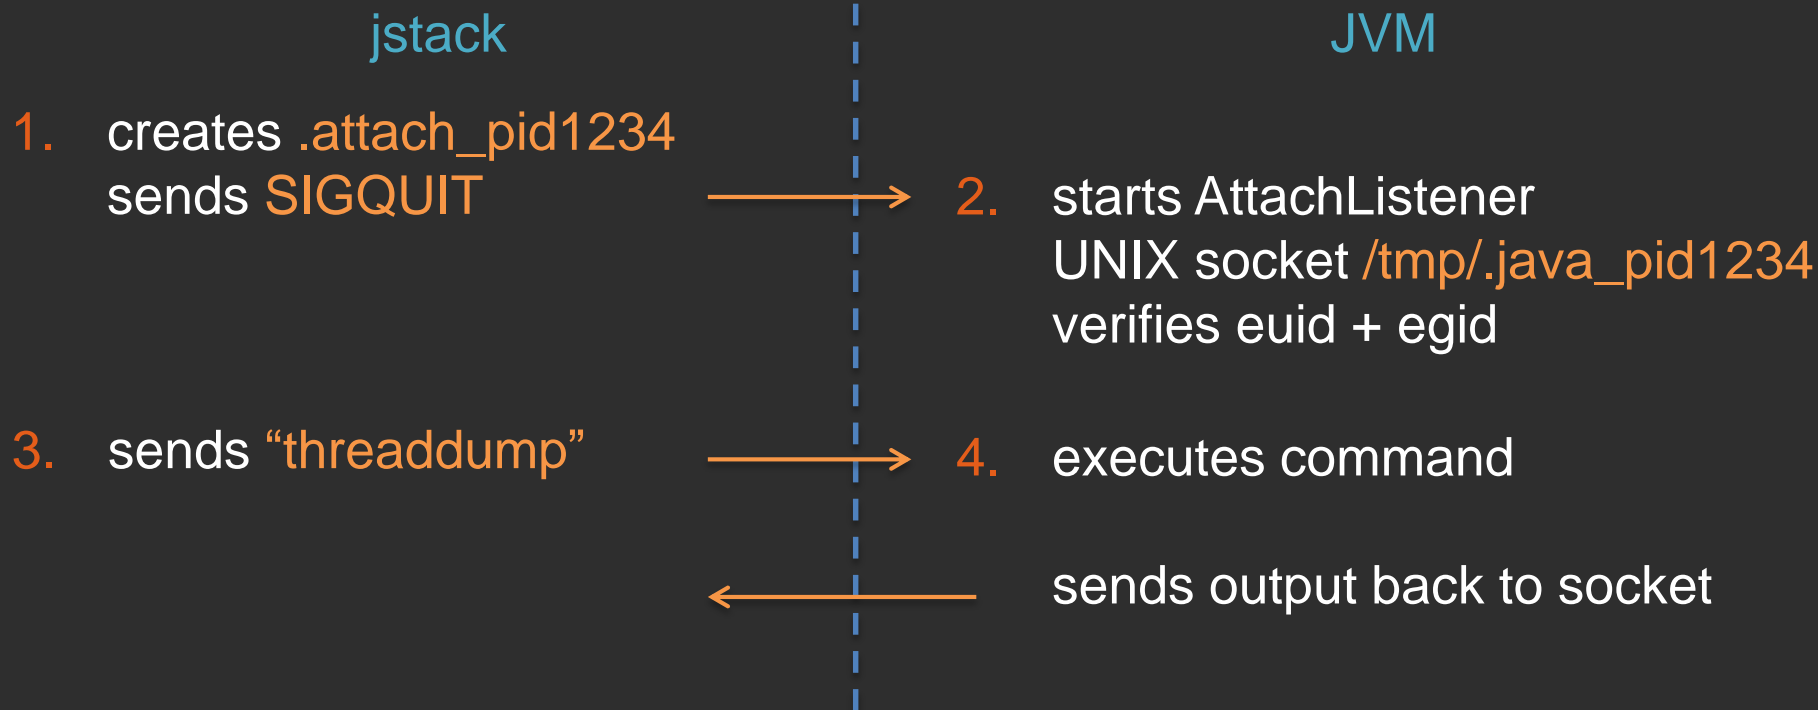 jstack
JVM
1. creates .attach_pid1234
sends SIGQUIT
2. starts AttachListener
UNIX socket /tmp/.java_pid1234
verifies euid + egid
3. sends “threaddump”
4. executes command
sends output back to socket